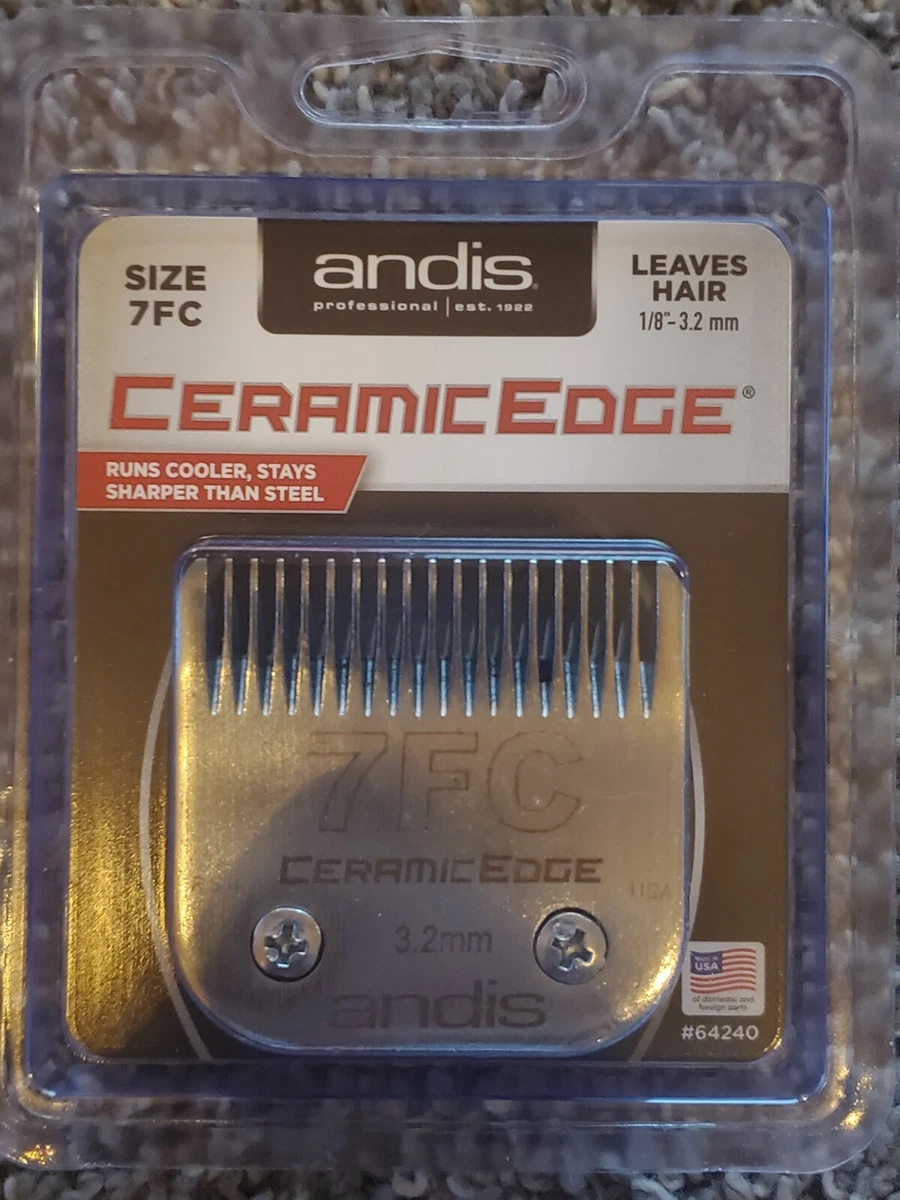 SIZE
7FC
andis
professional | est. 1922
LEAVES
HAIR
1/8"- 3.2 mm
CERAMICEDGE®
RUNS COOLER, STAYS
SHARPER THAN STEEL
7FC
CERAMICEDGE
USA
3.2mm
andis
Made in
USA
of domestic and
foreign parts
#64240